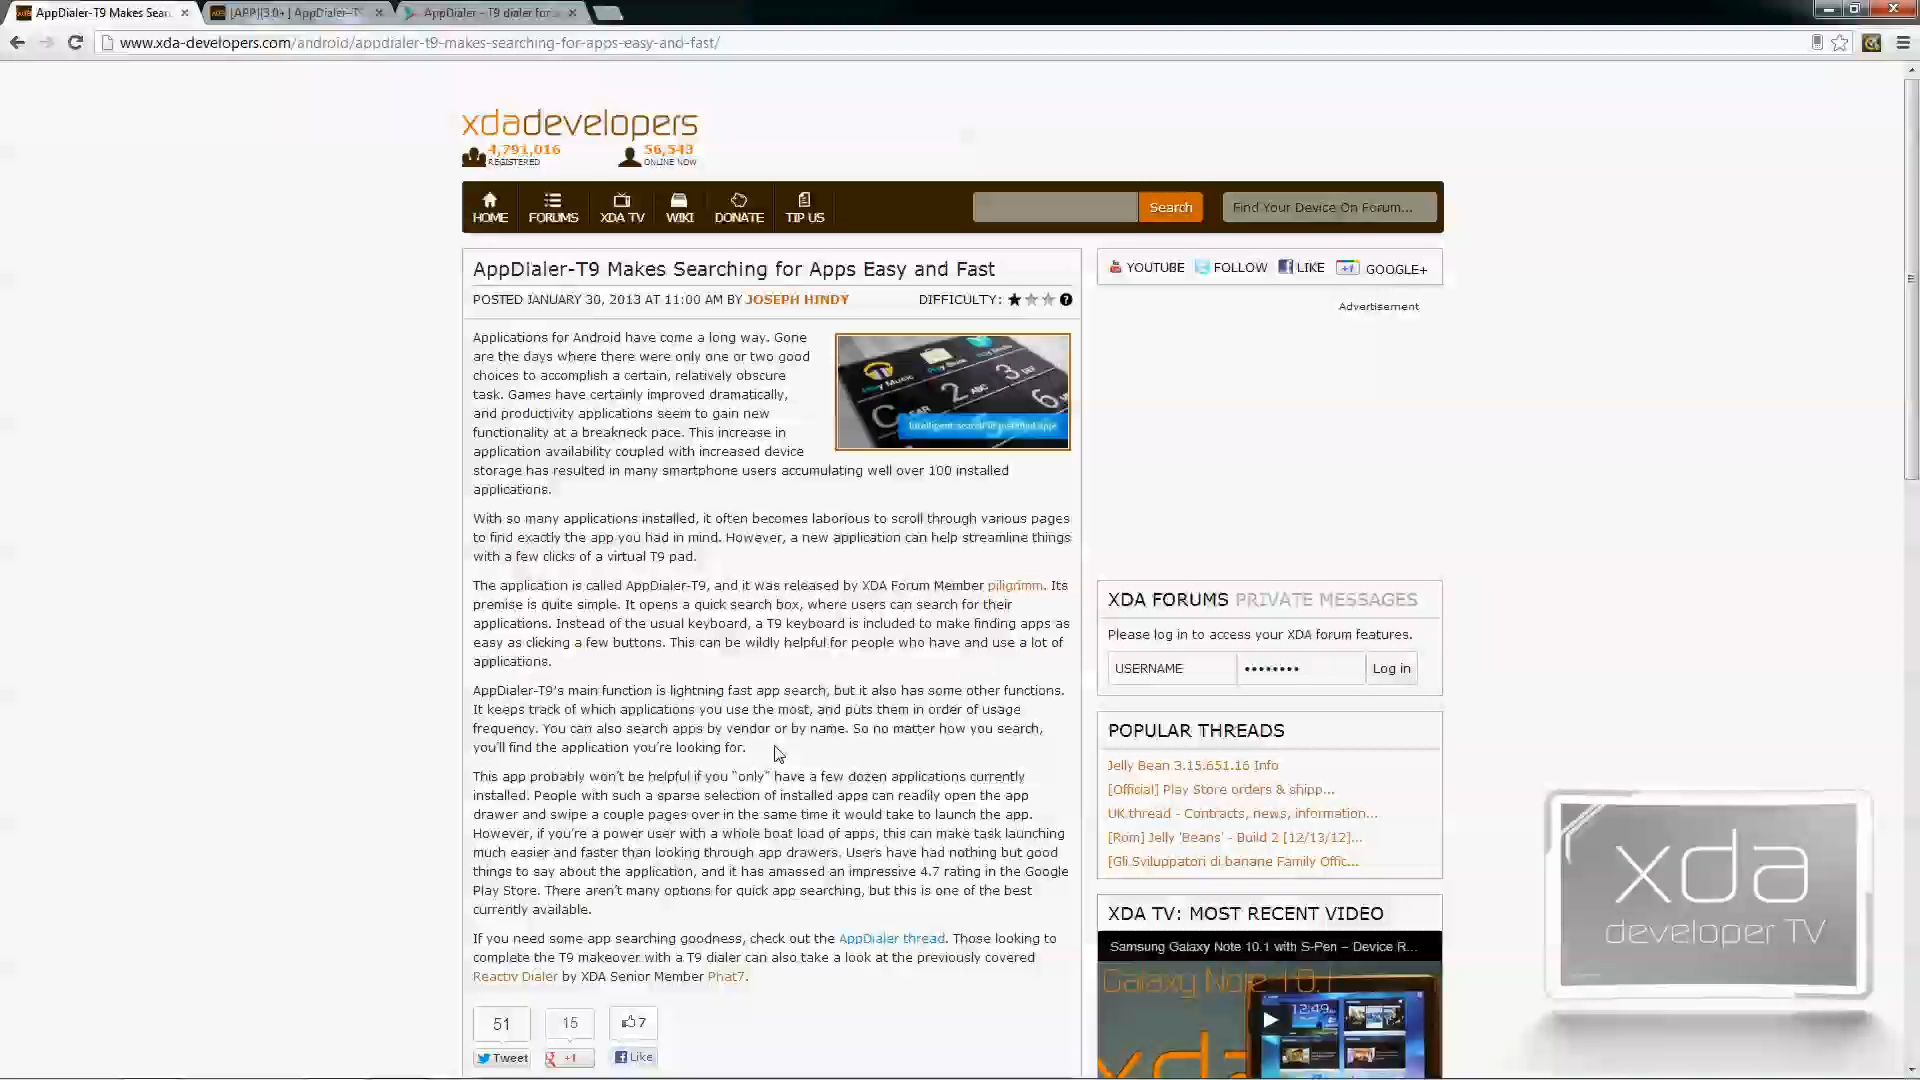 AppDialer-T9 Makes Sear
[APP][3.0+] AppDialer-T
AppDialer - T9 dialer for
www.xda-developers.com/android/appdialer-t9-makes-searching-for-apps-easy-and-fast/
xdadevelopers
4,791,016
REGISTERED
56,543
ONLINE NOW
HOME
FORUMS
XDA TV
WIKI
DONATE
TIP US
Search
Find Your Device On Forum...
AppDialer-T9 Makes Searching for Apps Easy and Fast
POSTED JANUARY 30, 2013 AT 11:00 AM BY JOSEPH HINDY
DIFFICULTY:
Applications for Android have come a long way. Gone
are the days where there were only one or two good
choices to accomplish a certain, relatively obscure
task. Games have certainly improved dramatically,
and productivity applications seem to gain new
functionality at a breakneck pace. This increase in
application availability coupled with increased device
storage has resulted in many smartphone users accumulating well over 100 installed
applications.
Play Music
C
2 ABC
3 DEF
6
Intelligent search in installed apps
With so many applications installed, it often becomes laborious to scroll through various pages
to find exactly the app you had in mind. However, a new application can help streamline things
with a few clicks of a virtual T9 pad.
The application is called AppDialer-T9, and it was released by XDA Forum Member piligrimm. Its
premise is quite simple. It opens a quick search box, where users can search for their
applications. Instead of the usual keyboard, a T9 keyboard is included to make finding apps as
easy as clicking a few buttons. This can be wildly helpful for people who have and use a lot of
applications.
AppDialer-T9's main function is lightning fast app search, but it also has some other functions.
It keeps track of which applications you use the most, and puts them in order of usage
frequency. You can also search apps by vendor or by name. So no matter how you search,
you'll find the application you're looking for.
This app probably won't be helpful if you "only" have a few dozen applications currently
installed. People with such a sparse selection of installed apps can readily open the app
drawer and swipe a couple pages over in the same time it would take to launch the app.
However, if you're a power user with a whole boat load of apps, this can make task launching
much easier and faster than looking through app drawers. Users have had nothing but good
things to say about the application, and it has amassed an impressive 4.7 rating in the Google
Play Store. There aren't many options for quick app searching, but this is one of the best
currently available.
If you need some app searching goodness, check out the AppDialer thread. Those looking to
complete the T9 makeover with a T9 dialer can also take a look at the previously covered
Reactiv Dialer by XDA Senior Member Phat7.
51
15
7
Tweet
+1
Like
YOUTUBE
FOLLOW
LIKE
GOOGLE+
Advertisement
XDA FORUMS PRIVATE MESSAGES
Please log in to access your XDA forum features.
USERNAME
••••••••
Log in
POPULAR THREADS
Jelly Bean 3.15.651.16 Info
[Official] Play Store orders & shipp...
UK thread - Contracts, news, information...
[Rom] Jelly 'Beans' - Build 2 [12/13/12]...
[Gli Sviluppatori di banane Family Offic...
XDA TV: MOST RECENT VIDEO
Samsung Galaxy Note 10.1 with S-Pen – Device R...
Galaxy Note 10.1
12:49
xda
xda
developer TV